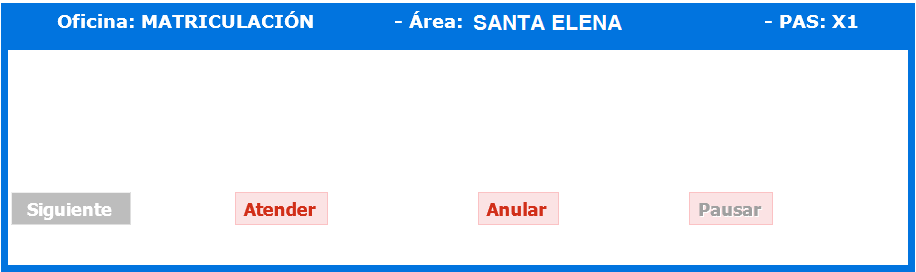 Oficina: MATRICULACIÓN - Área: SANTA ELENA - PAS: X1
Siguiente Atender Anular Pausar